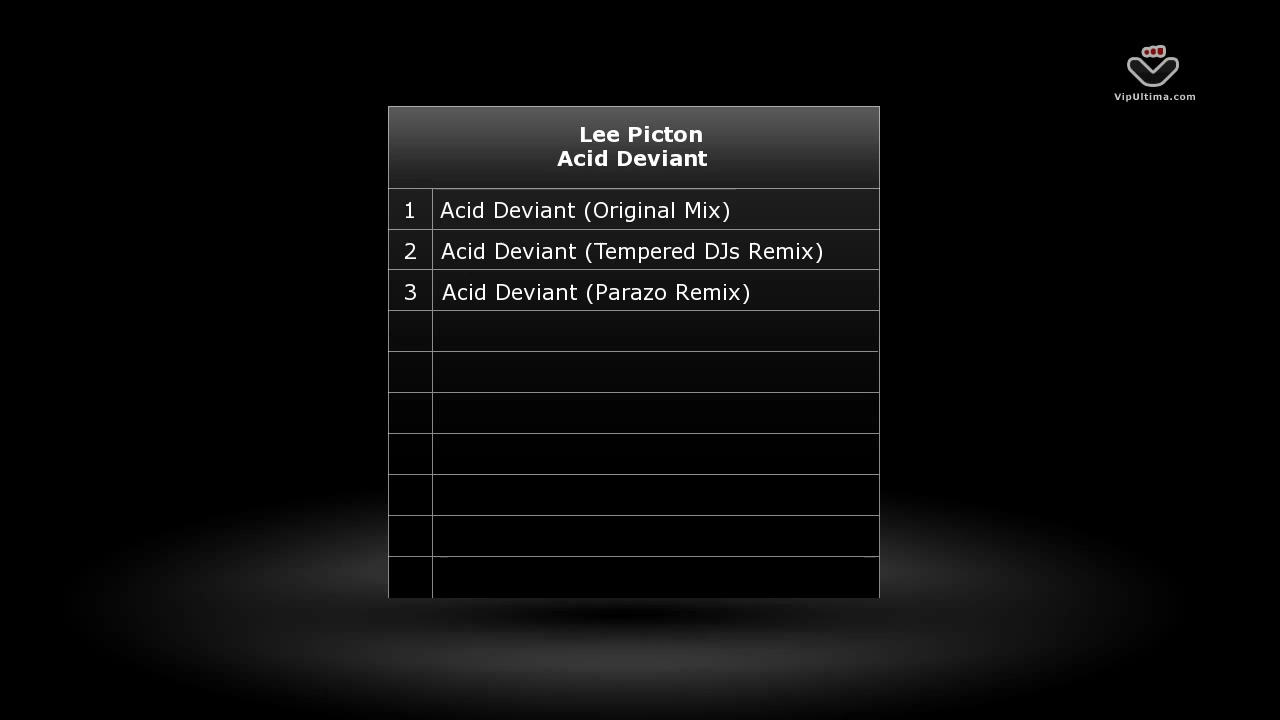 VipUltima.com
Lee Picton
Acid Deviant
1 Acid Deviant (Original Mix)
2 Acid Deviant (Tempered DJs Remix)
3 Acid Deviant (Parazo Remix)